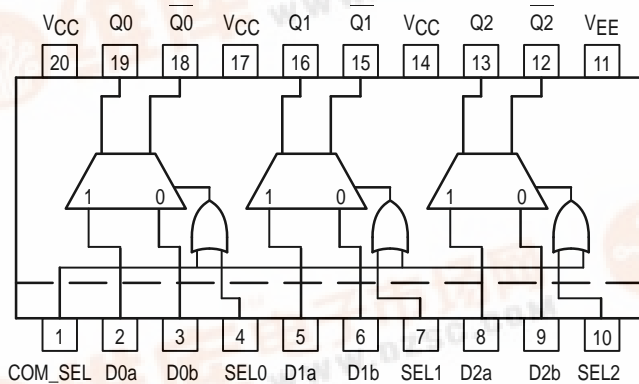 VCC Q0 Q0 VCC Q1 Q1 VCC Q2 Q2 VEE
20 19 18 17 16 15 14 13 12 11
1 0 1 0 1 0
1 2 3 4 5 6 7 8 9 10
COM_SEL D0a D0b SEL0 D1a D1b SEL1 D2a D2b SEL2